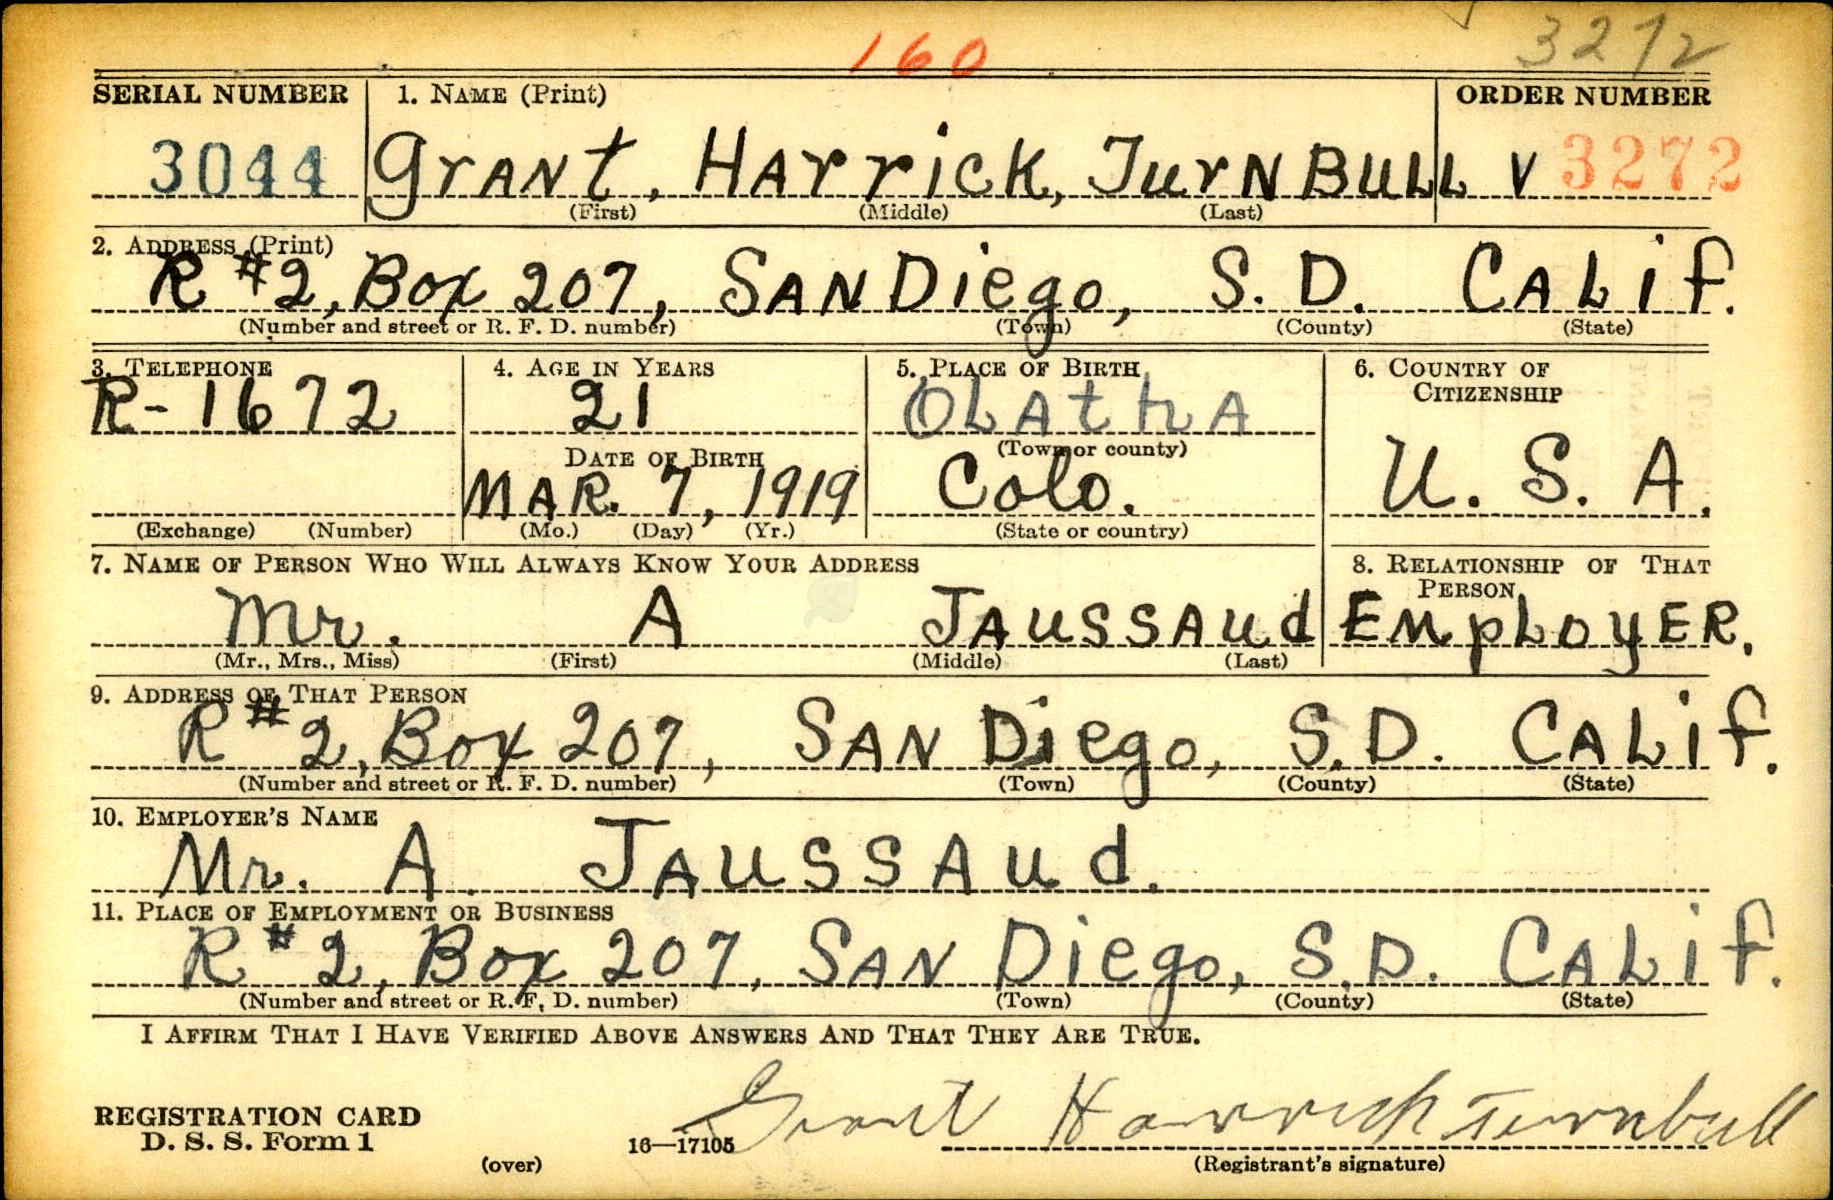 160 3272
SERIAL NUMBER 1. NAME (Print) ORDER NUMBER
3044 Grant, Harrick, Turnbull V 3272
(First) (Middle) (Last)
2. ADDRESS (Print)
R #2, Box 207, San Diego, S. D. Calif.
(Number and street or R. F. D. number) (Town) (County) (State)
3. TELEPHONE 4. AGE IN YEARS 5. PLACE OF BIRTH 6. COUNTRY OF
CITIZENSHIP
R-1672 21 Olatha
DATE OF BIRTH (Town or county)
Mar. 7, 1919 Colo. U. S. A.
(Exchange) (Number) (Mo.) (Day) (Yr.) (State or country)
7. NAME OF PERSON WHO WILL ALWAYS KNOW YOUR ADDRESS 8. RELATIONSHIP OF THAT
PERSON
Mr. A Jaussaud Employer.
(Mr., Mrs., Miss) (First) (Middle) (Last)
9. ADDRESS OF THAT PERSON
R #2, Box 207, San Diego, S. D. Calif.
(Number and street or R. F. D. number) (Town) (County) (State)
10. EMPLOYER'S NAME
Mr. A. Jaussaud.
11. PLACE OF EMPLOYMENT OR BUSINESS
R #2, Box 207, San Diego, S. D. Calif.
(Number and street or R. F. D. number) (Town) (County) (State)
I AFFIRM THAT I HAVE VERIFIED ABOVE ANSWERS AND THAT THEY ARE TRUE.
REGISTRATION CARD
D. S. S. Form 1 16—17105 Grant Harrick Turnbull
(over) (Registrant's signature)